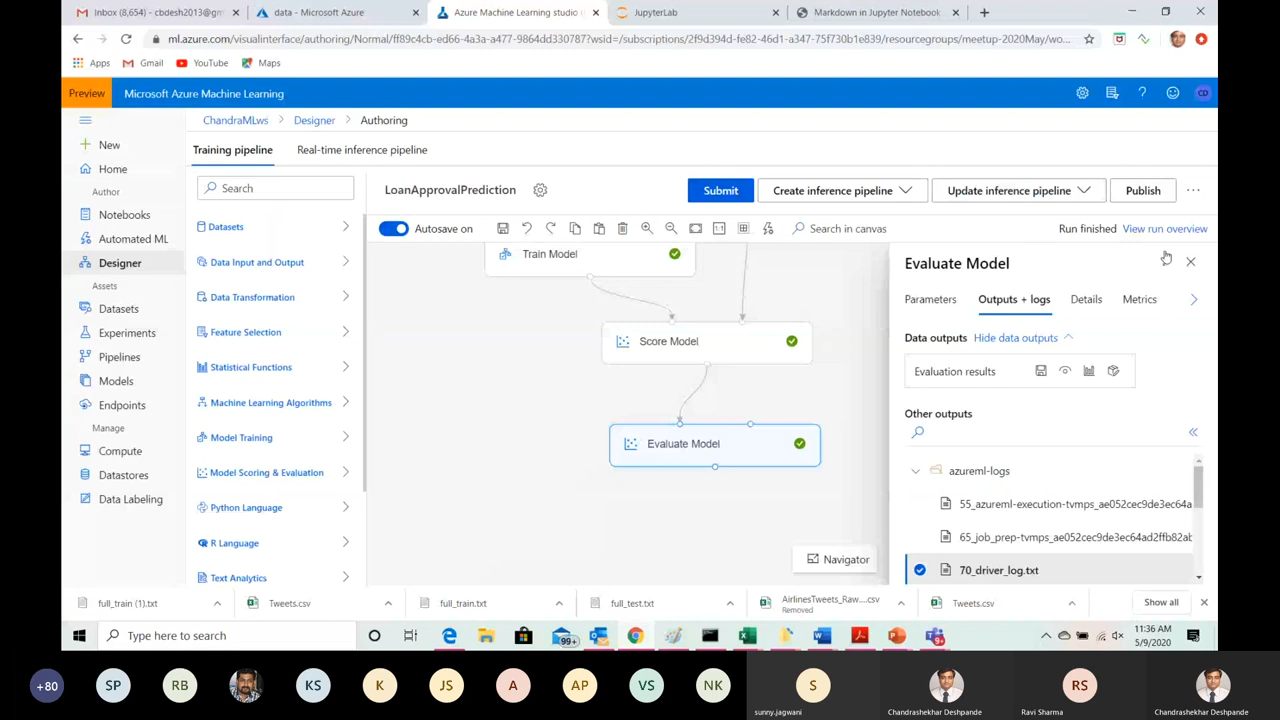 Inbox (8,654) - cbdesh2013@gm
data - Microsoft Azure
Azure Machine Learning studio
JupyterLab
Markdown in Jupyter Notebook
ml.azure.com/visualinterface/authoring/Normal/ff89c4cb-ed66-4a3a-a477-9864dd330787?wsid=/subscriptions/2f9d394d-fe82-46d1-a347-75f730b1e839/resourcegroups/meetup-2020May/wo...
Apps
Gmail
YouTube
Maps
Preview
Microsoft Azure Machine Learning
CD
ChandraMLws > Designer > Authoring
New
Home
Author
Notebooks
Automated ML
Designer
Assets
Datasets
Experiments
Pipelines
Models
Endpoints
Manage
Compute
Datastores
Data Labeling
Training pipeline
Real-time inference pipeline
Search
Datasets
Data Input and Output
Data Transformation
Feature Selection
Statistical Functions
Machine Learning Algorithms
Model Training
Model Scoring & Evaluation
Python Language
R Language
Text Analytics
LoanApprovalPrediction
Submit
Create inference pipeline
Update inference pipeline
Publish
Autosave on
Search in canvas
Run finished
View run overview
Train Model
Score Model
Evaluate Model
Navigator
Evaluate Model
Parameters
Outputs + logs
Details
Metrics
Data outputs
Hide data outputs
Evaluation results
Other outputs
azureml-logs
55_azureml-execution-tvmps_ae052cec9de3ec64a
65_job_prep-tvmps_ae052cec9de3ec64ad2ffb82ab
70_driver_log.txt
full_train (1).txt
Tweets.csv
full_train.txt
full_test.txt
AirlinesTweets_Raw....csv
Removed
Tweets.csv
Show all
Type here to search
99+
9+
11:36 AM
5/9/2020
+80
SP
RB
KS
K
JS
A
AP
VS
NK
S
RS
sunny.jagwani
Chandrashekhar Deshpande
Ravi Sharma
Chandrashekhar Deshpande